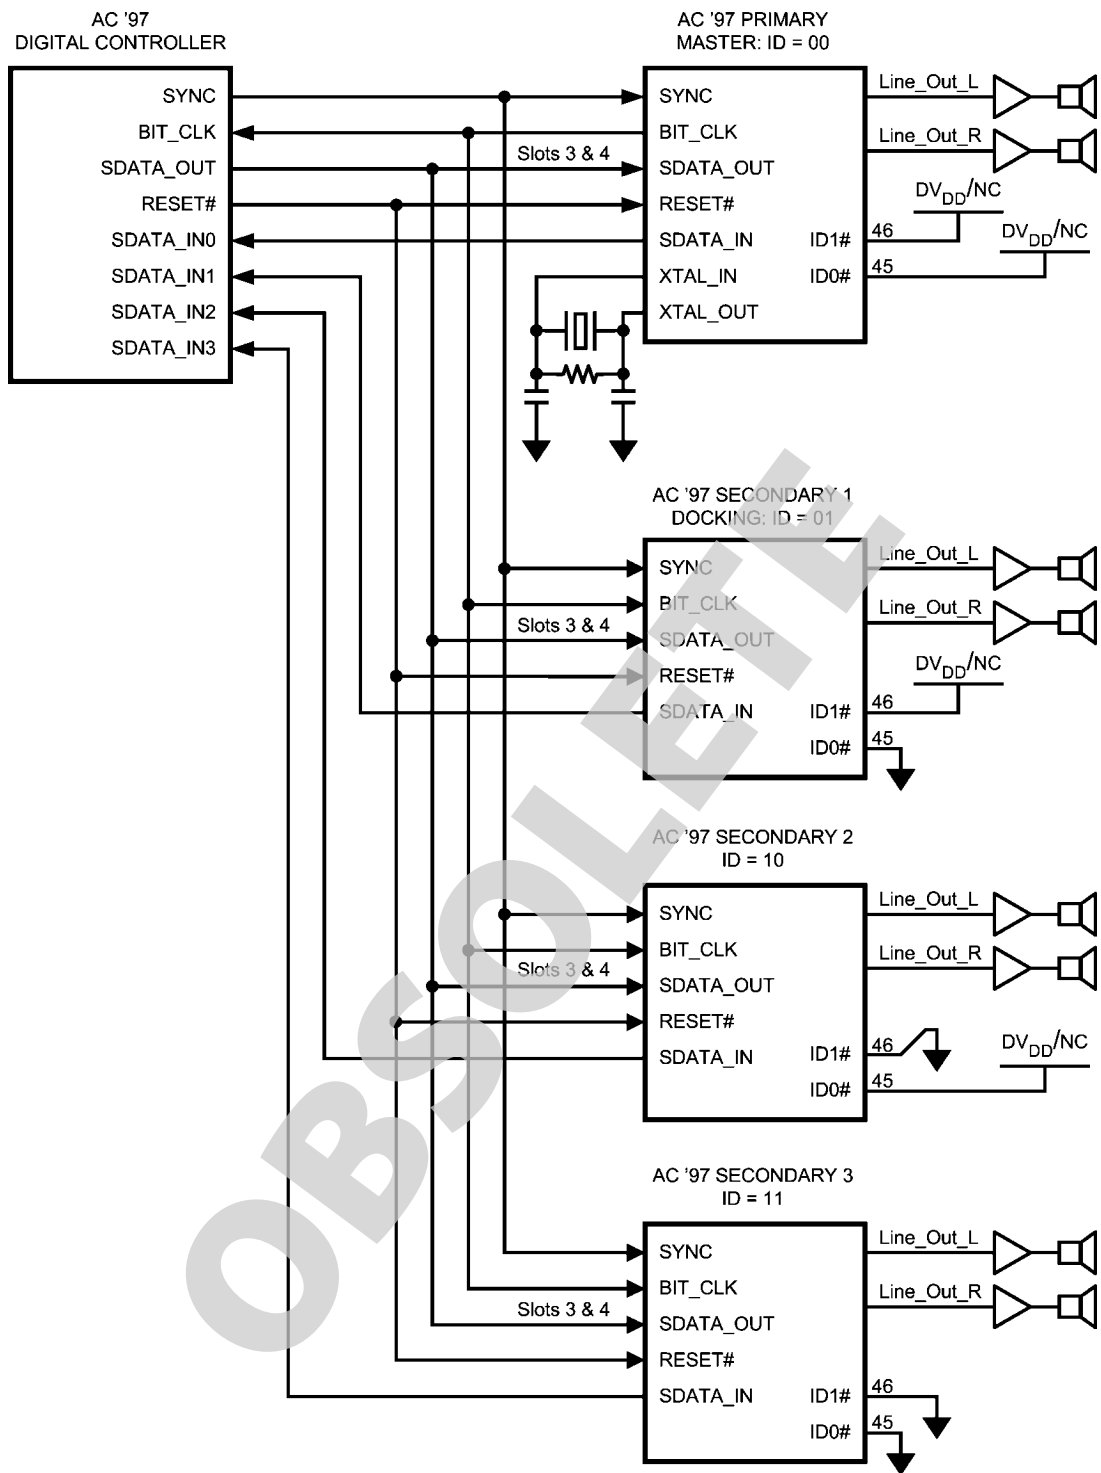 AC '97
DIGITAL CONTROLLER
SYNC
BIT_CLK
SDATA_OUT
RESET#
SDATA_IN0
SDATA_IN1
SDATA_IN2
SDATA_IN3
AC '97 PRIMARY
MASTER: ID = 00
SYNC
BIT_CLK
Slots 3 & 4
SDATA_OUT
RESET#
SDATA_IN
XTAL_IN
XTAL_OUT
ID1#
ID0#
Line_Out_L
Line_Out_R
DVDD/NC
46
DVDD/NC
45
AC '97 SECONDARY 1
DOCKING: ID = 01
SYNC
BIT_CLK
Slots 3 & 4
SDATA_OUT
RESET#
SDATA_IN
ID1#
ID0#
Line_Out_L
Line_Out_R
DVDD/NC
46
45
AC '97 SECONDARY 2
ID = 10
SYNC
BIT_CLK
Slots 3 & 4
SDATA_OUT
RESET#
SDATA_IN
ID1#
ID0#
Line_Out_L
Line_Out_R
46
DVDD/NC
45
AC '97 SECONDARY 3
ID = 11
SYNC
BIT_CLK
Slots 3 & 4
SDATA_OUT
RESET#
SDATA_IN
ID1#
ID0#
Line_Out_L
Line_Out_R
46
45
OBSOLETE